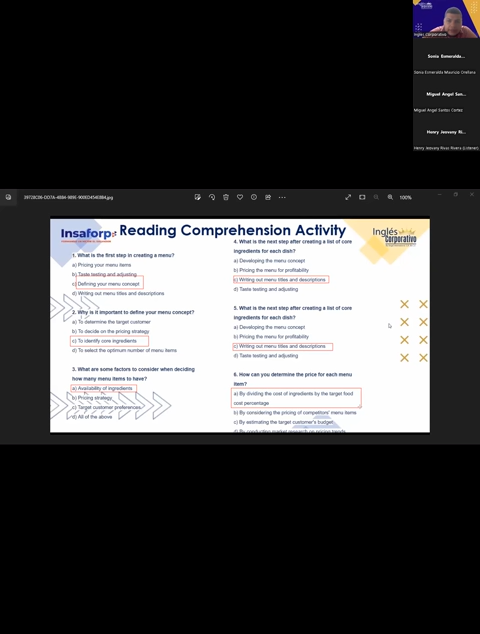 Inglés Corporativo
Sonia Esmeralda...
Sonia Esmeralda Mauricio Orellana
Miguel Angel San...
Miguel Angel Santos Cortez
Henry Jeovany Ri...
Henry Jeovany Rivas Rivera (Listener)
100%
Insaforp
Reading Comprehension Activity
Inglés
corporativo
1. What is the first step in creating a menu?
a) Pricing your menu items
b) Taste testing and adjusting
c) Defining your menu concept
d) Writing out menu titles and descriptions
2. Why is it important to define your menu concept?
a) To determine the target customer
b) To decide on the pricing strategy
c) To identify core ingredients
d) To select the optimum number of menu items
3. What are some factors to consider when deciding
how many menu items to have?
a) Availability of ingredients
b) Pricing strategy
c) Target customer preferences
d) All of the above
4. What is the next step after creating a list of core
ingredients for each dish?
a) Developing the menu concept
b) Pricing the menu for profitability
c) Writing out menu titles and descriptions
d) Taste testing and adjusting
5. What is the next step after creating a list of core
ingredients for each dish?
a) Developing the menu concept
b) Pricing the menu for profitability
c) Writing out menu titles and descriptions
d) Taste testing and adjusting
6. How can you determine the price for each menu
item?
a) By dividing the cost of ingredients by the target food
cost percentage
b) By considering the pricing of competitors' menu items
c) By estimating the target customer's budget
d) By conducting market research on pricing trends